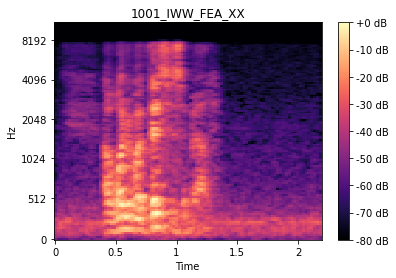 1001_IWW_FEA_XX
8192
4096
2048
1024
512
0
Hz
0
0.5
1
1.5
2
Time
+0 dB
-10 dB
-20 dB
-30 dB
-40 dB
-50 dB
-60 dB
-70 dB
-80 dB